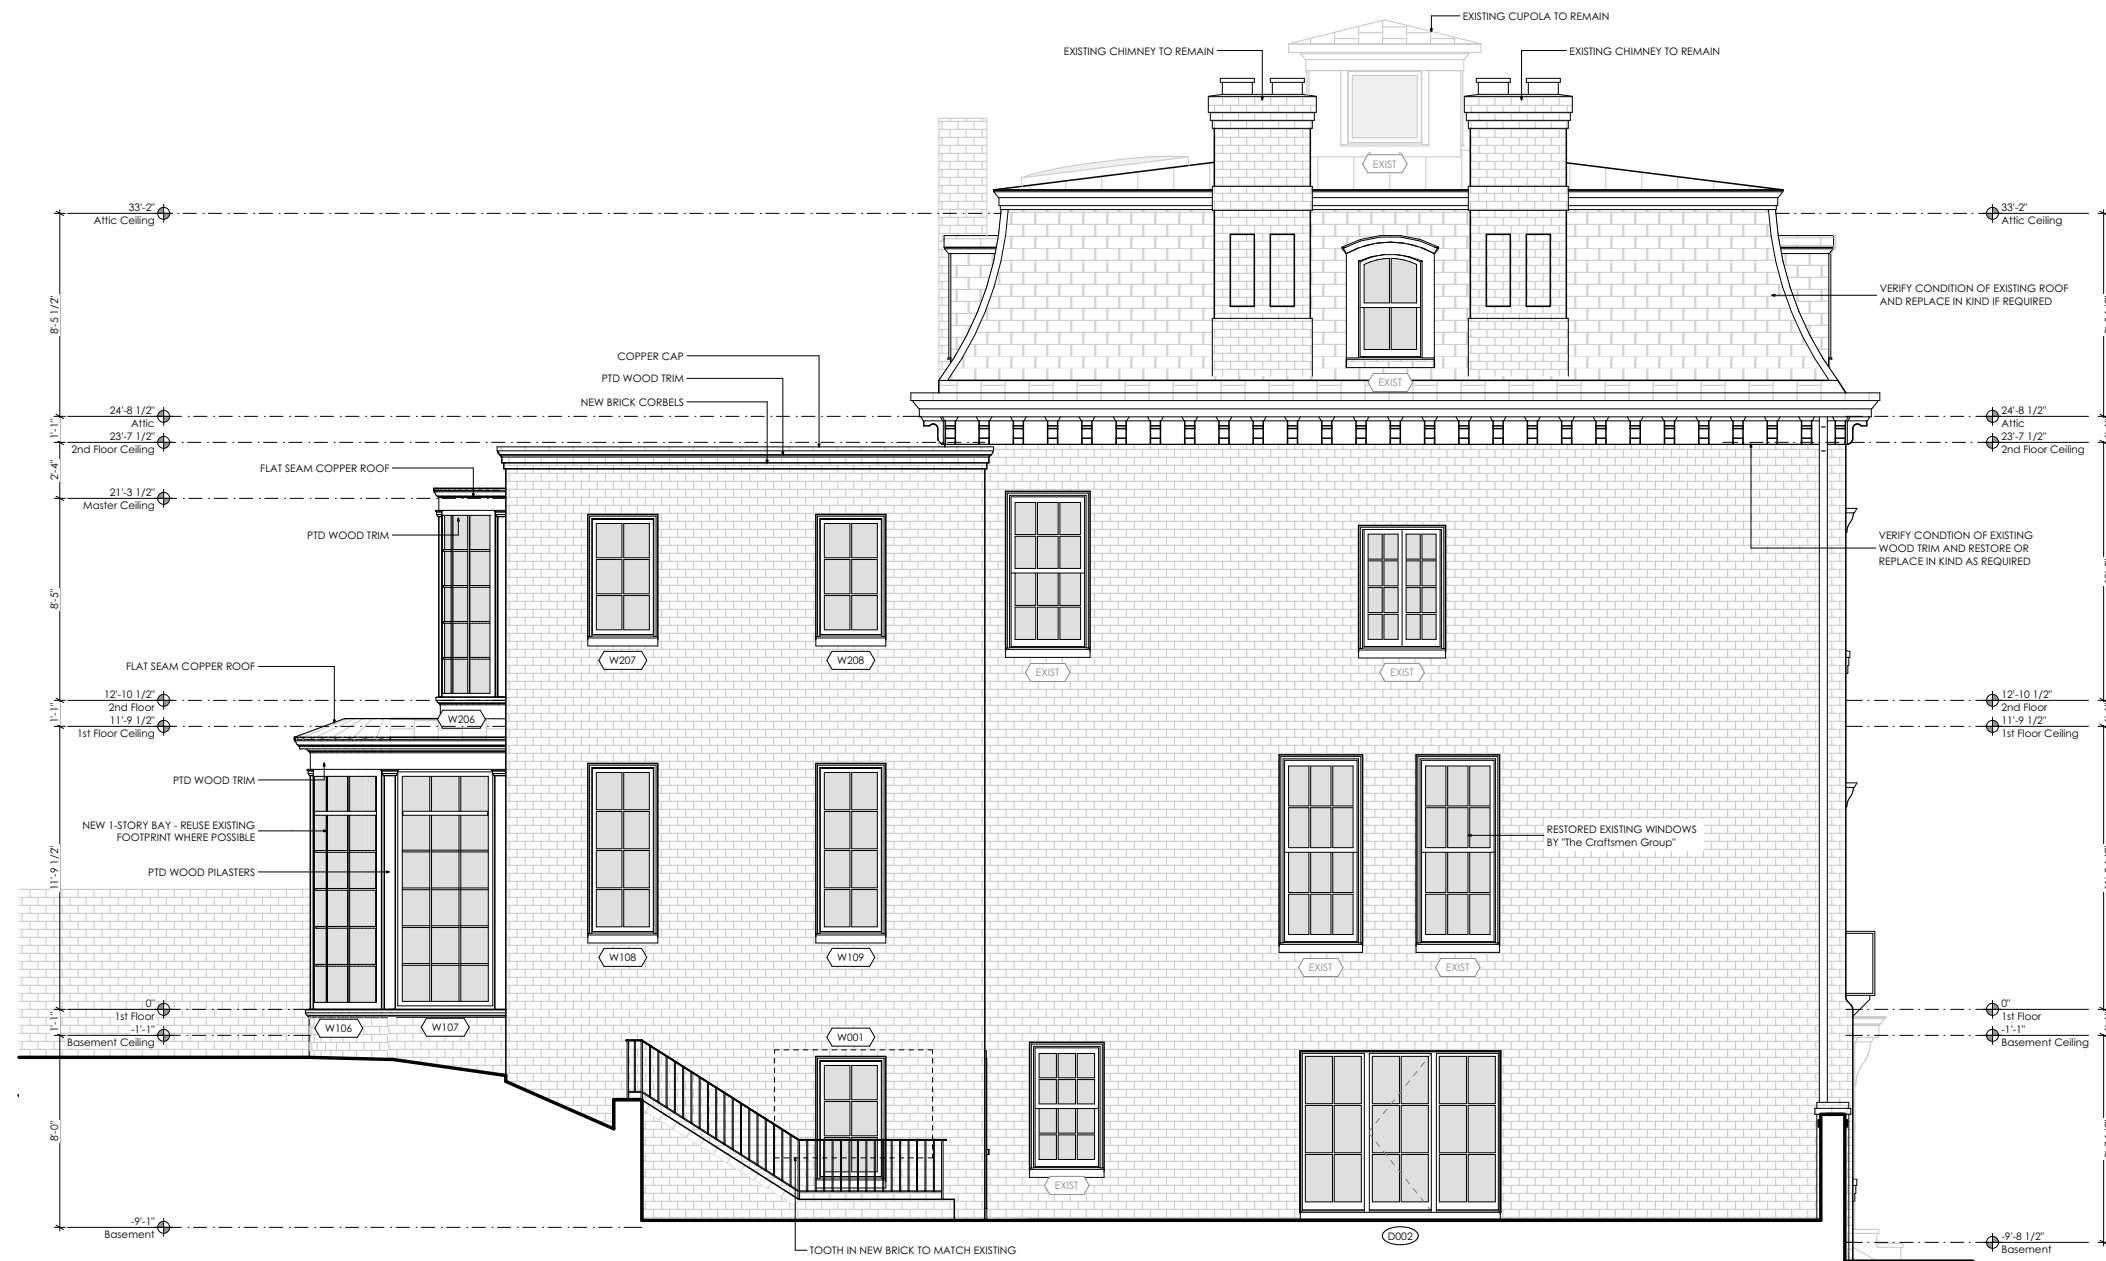 EXISTING CUPOLA TO REMAIN
EXISTING CHIMNEY TO REMAIN
EXISTING CHIMNEY TO REMAIN
EXIST
33'-2"
Attic Ceiling
33'-2"
Attic Ceiling
VERIFY CONDITION OF EXISTING ROOF
AND REPLACE IN KIND IF REQUIRED
8'-5 1/2"
COPPER CAP
PTD WOOD TRIM
NEW BRICK CORBELS
EXIST
24'-8 1/2"
Attic
24'-8 1/2"
Attic
1'-1"
23'-7 1/2"
2nd Floor Ceiling
23'-7 1/2"
2nd Floor Ceiling
2'-4"
FLAT SEAM COPPER ROOF
21'-3 1/2"
Master Ceiling
PTD WOOD TRIM
VERIFY CONDTION OF EXISTING
WOOD TRIM AND RESTORE OR
REPLACE IN KIND AS REQUIRED
8'-5"
W207
W208
EXIST
EXIST
FLAT SEAM COPPER ROOF
12'-10 1/2"
2nd Floor
12'-10 1/2"
2nd Floor
1'-1"
W206
11'-9 1/2"
1st Floor Ceiling
11'-9 1/2"
1st Floor Ceiling
PTD WOOD TRIM
NEW 1-STORY BAY - REUSE EXISTING
FOOTPRINT WHERE POSSIBLE
RESTORED EXISTING WINDOWS
BY "The Craftsmen Group"
PTD WOOD PILASTERS
11'-9 1/2"
W108
W109
EXIST
EXIST
0"
1st Floor
0"
1st Floor
1'-1"
W106
W107
W001
-1'-1"
Basement Ceiling
-1'-1"
Basement Ceiling
8'-0"
EXIST
-9'-1"
Basement
D002
-9'-8 1/2"
Basement
TOOTH IN NEW BRICK TO MATCH EXISTING